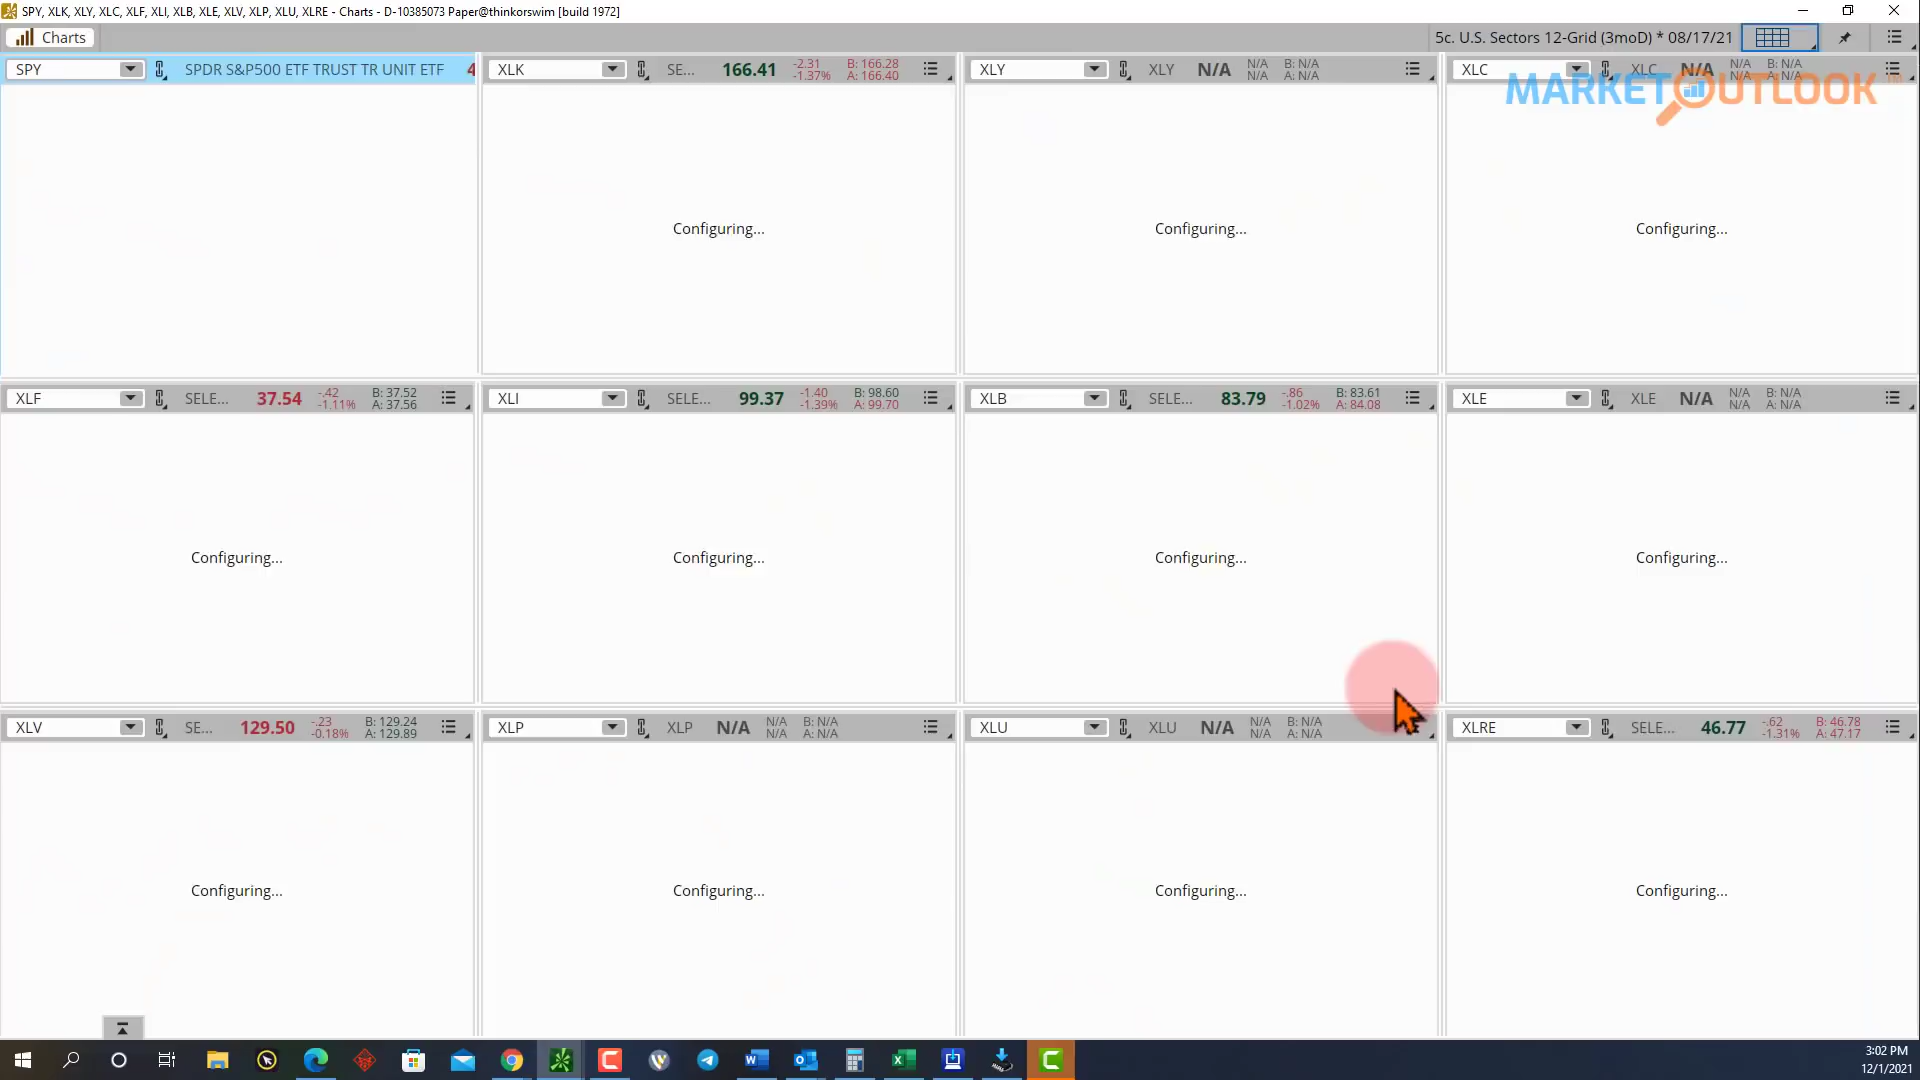 SPY, XLK, XLY, XLC, XLF, XLI, XLB, XLE, XLV, XLP, XLU, XLRE - Charts - D-10385073 Paper@thinkorswim [build 1972]
Charts
5c. U.S. Sectors 12-Grid (3moD) * 08/17/21
SPY SPDR S&P500 ETF TRUST TR UNIT ETF 4
XLK SE... 166.41 -2.31 -1.37% B: 166.28 A: 166.40
XLY XLY N/A N/A N/A B: N/A A: N/A
XLC XLC N/A N/A N/A B: N/A A: N/A
MARKETOUTLOOK
Configuring...
Configuring...
Configuring...
XLF SELE... 37.54 -.42 -1.11% B: 37.52 A: 37.56
XLI SELE... 99.37 -1.40 -1.39% B: 98.60 A: 99.70
XLB SELE... 83.79 -.86 -1.02% B: 83.61 A: 84.08
XLE XLE N/A N/A N/A B: N/A A: N/A
Configuring...
Configuring...
Configuring...
Configuring...
XLV SE... 129.50 -.23 -0.18% B: 129.24 A: 129.89
XLP XLP N/A N/A N/A B: N/A A: N/A
XLU XLU N/A N/A N/A B: N/A A: N/A
XLRE SELE... 46.77 -.62 -1.31% B: 46.78 A: 47.17
Configuring...
Configuring...
Configuring...
Configuring...
3:02 PM
12/1/2021